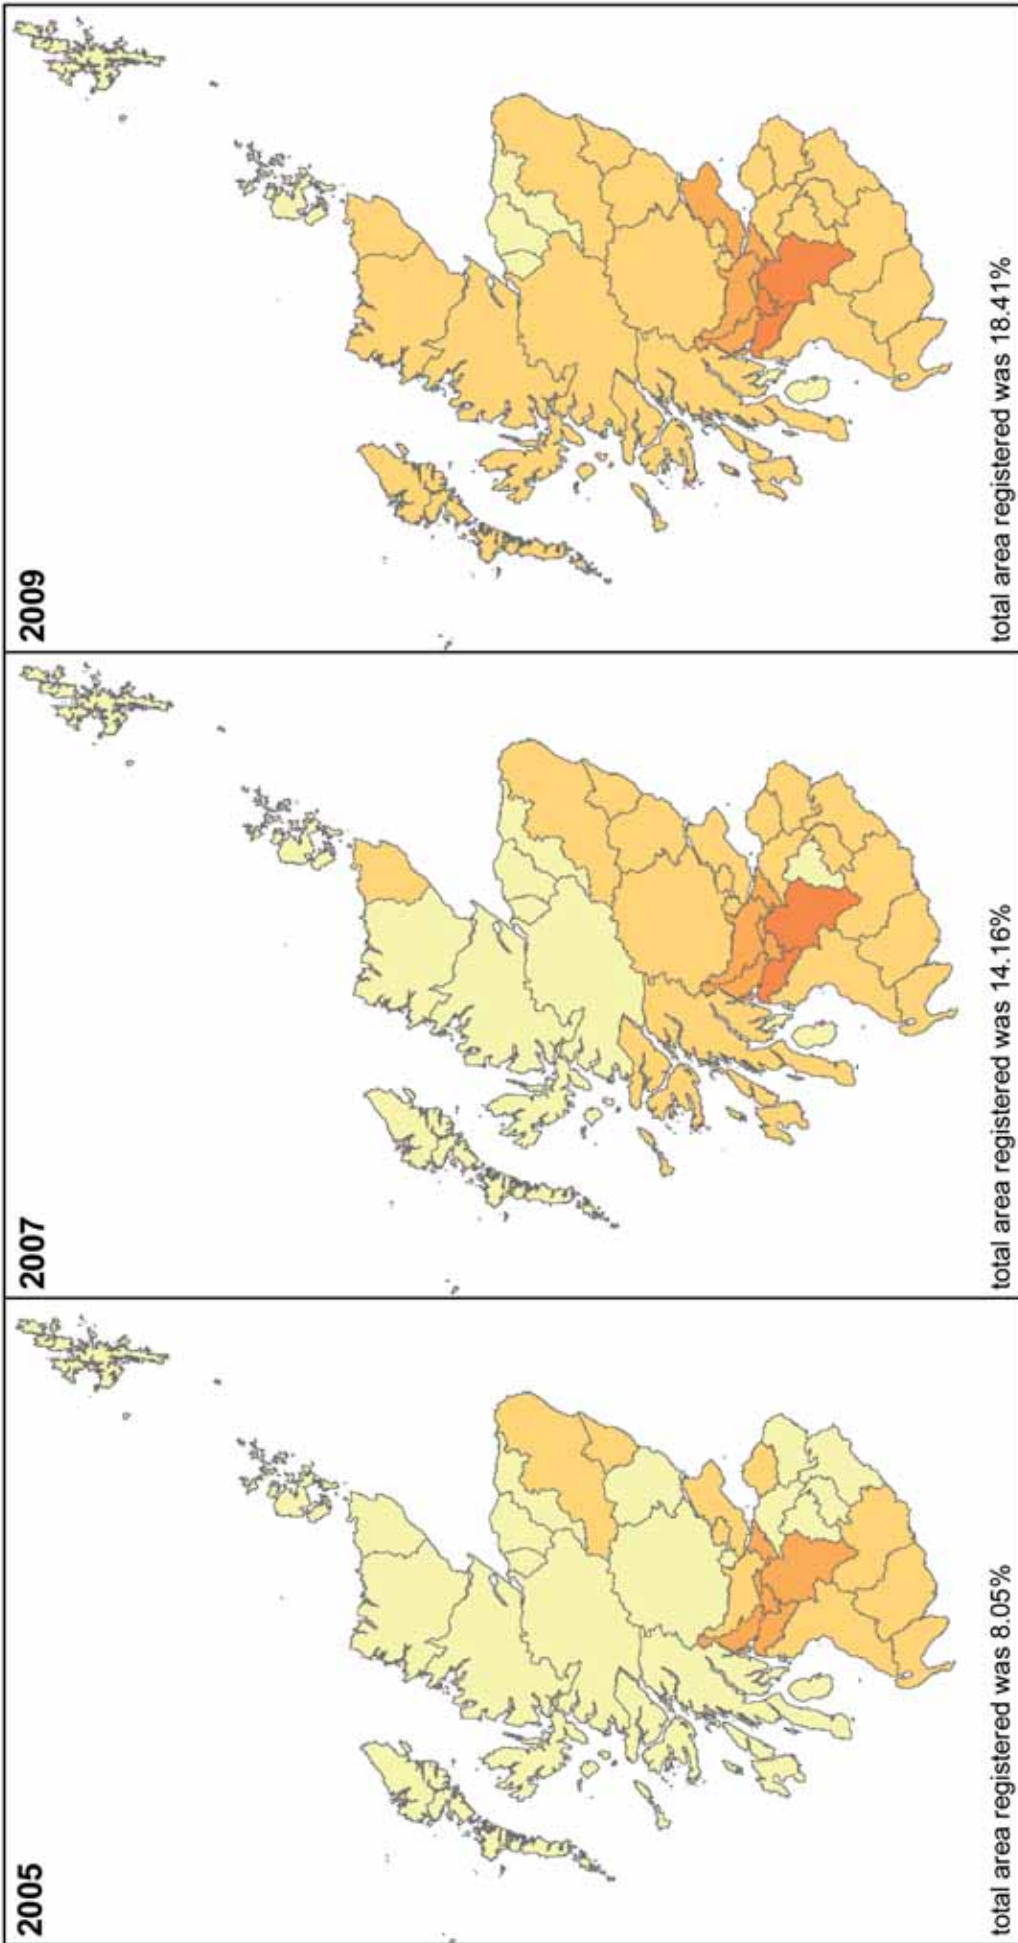 2005
total area registered was 8.05%
2007
total area registered was 14.16%
2009
total area registered was 18.41%